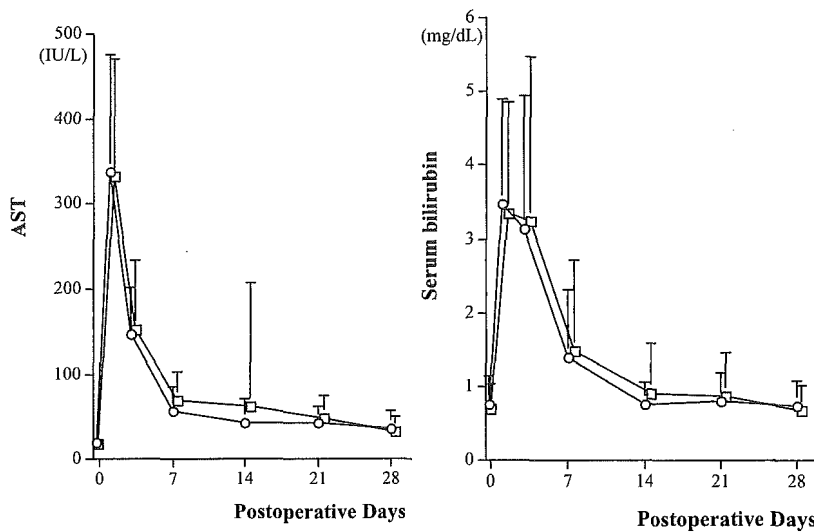 500
(IU/L)
400
300
200
100
0
AST
0 7 14 21 28
Postoperative Days
6
(mg/dL)
5
4
3
2
1
0
Serum bilirubin
0 7 14 21 28
Postoperative Days